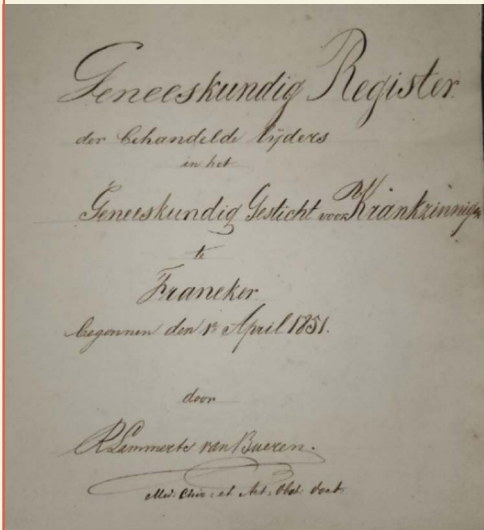 Geneeskundig Register
der behandelde lijders
in het
Geneeskundig Gesticht voor Krankzinnigen
te
Franeker
begonnen den 1e April 1851.
door
R Lammerts van Bueren.
Med: Chir: et Art: Obst: doct